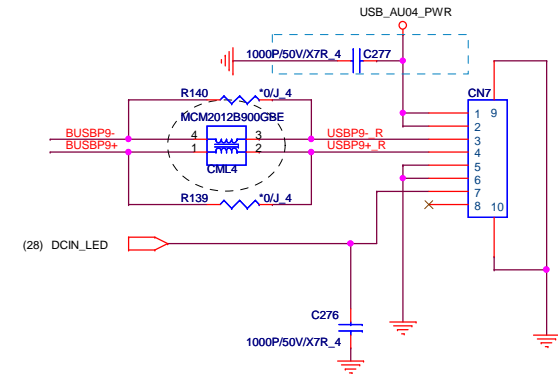 USB_AU04_PWR
1000P/50V/X7R_4
C277
R140
*0/J_4
CN7
MCM2012B900GBE
1
9
2
BUSBP9-
4
3
USBP9-_R
3
BUSBP9+
1
2
USBP9+_R
4
CML4
5
6
R139
*0/J_4
7
8
10
(28) DCIN_LED
C276
1000P/50V/X7R_4